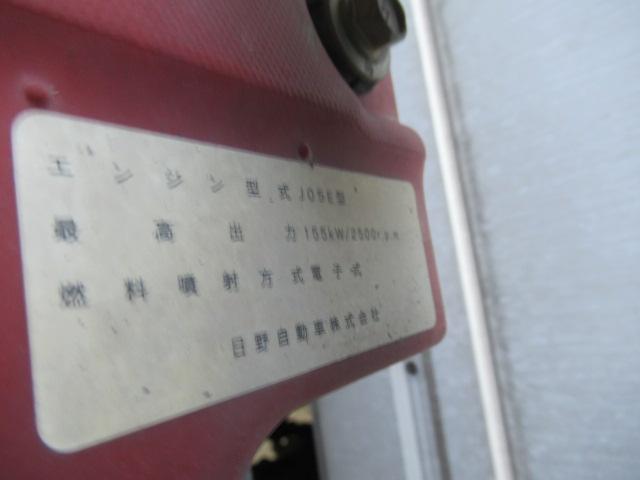 エンジン型式J05E型
最高出力155kW/2500r.p.m
燃料噴射方式電子式
日野自動車株式会社